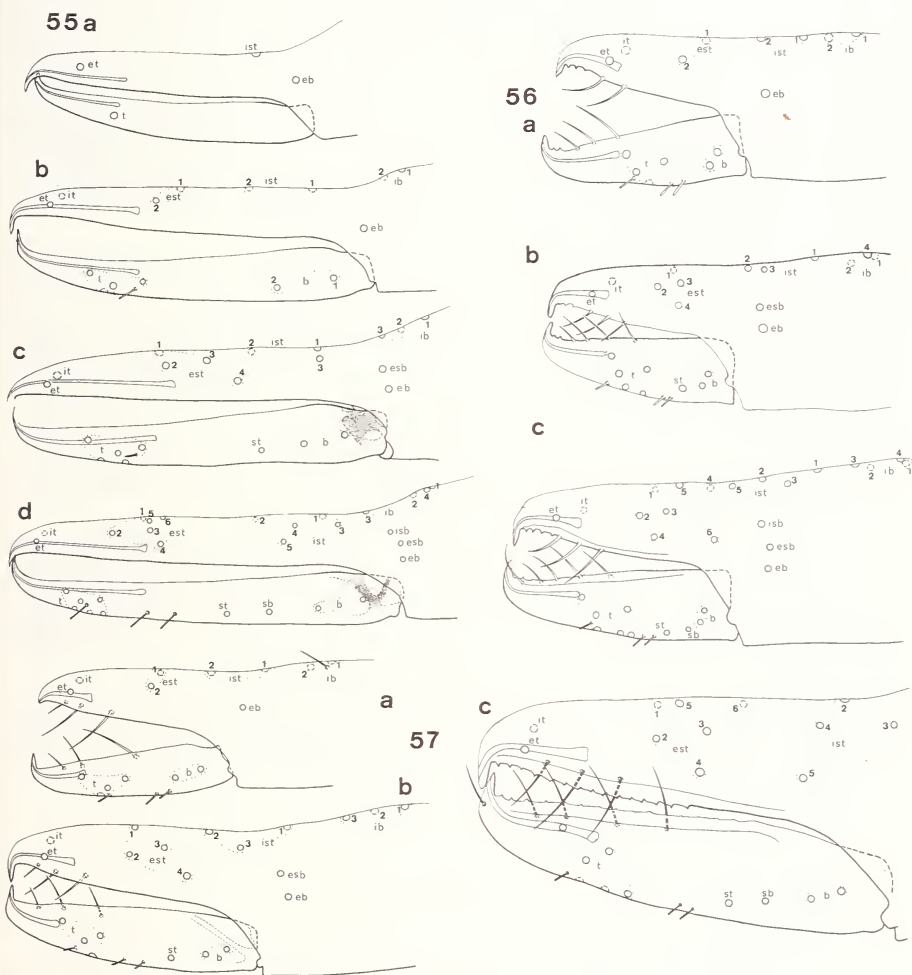 55 a
ist
et
eb
t
b
1 2 ist 1 2 ib 1
et it est
2
eb
t 2 b 1
c
1 3 2 ist 1 3 2 ib 1
it 2 est 4 3 esb
et eb
t st b
d
1 5 6 2 1 3 3 ib 2 4 1
it 2 3 est 4 ist isb
et 4 5 esb
eb
t st sb b
57
a
1 2 ist 1 2 ib 1
it est
et 2
eb
t b
b
1 2 ist 1 3 2 ib 1
it 3 3
et 2 est
4 esb
eb
t st b
c
1 5 6 2
it 3 4 3
et 2 est ist
4 5
t st sb b
56
a
1 2 ist 1 2 ib 1
it est
et 2
eb
t b
b
1 2 3 ist 1 4 2 ib 1
it 2 3 est
et 4 esb
eb
t st b
c
1 5 4 5 2 ist 3 1 3 2 ib 4 1
it 2 3 est
et 4 6 isb
esb
eb
t st sb b